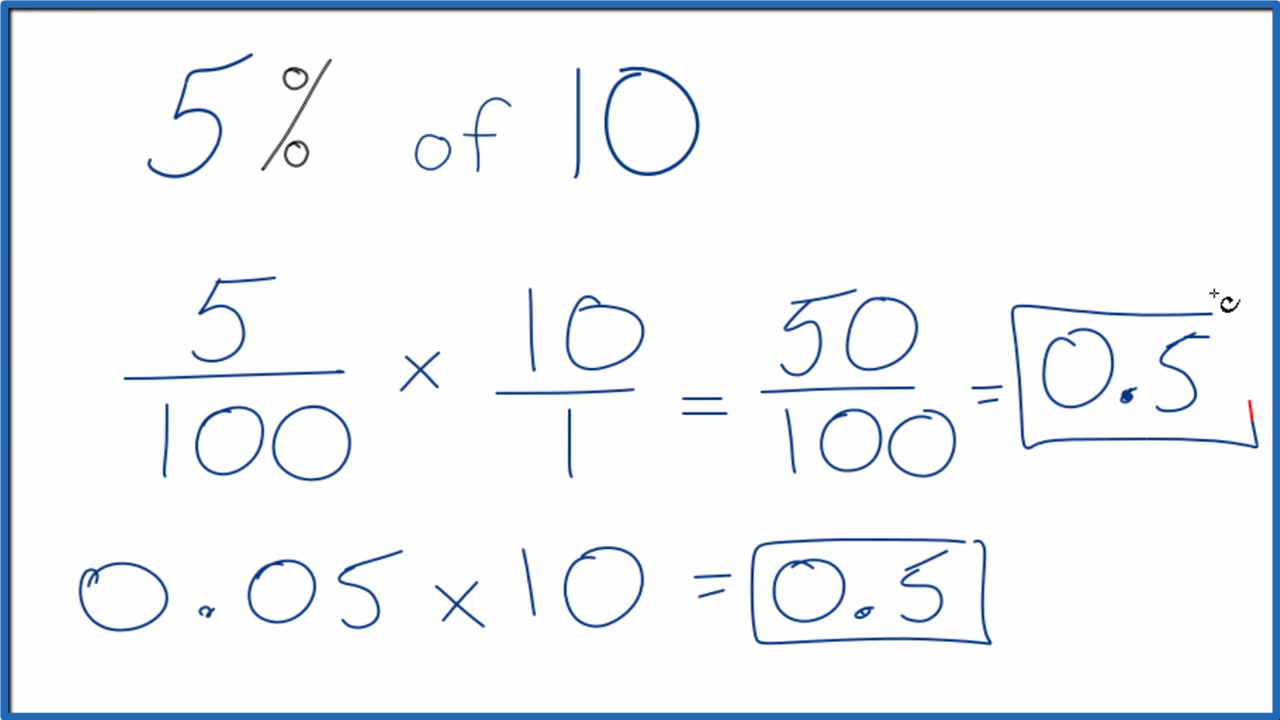 5% of 10
5/100 × 10/1 = 50/100 = 0.5
0.05 × 10 = 0.5